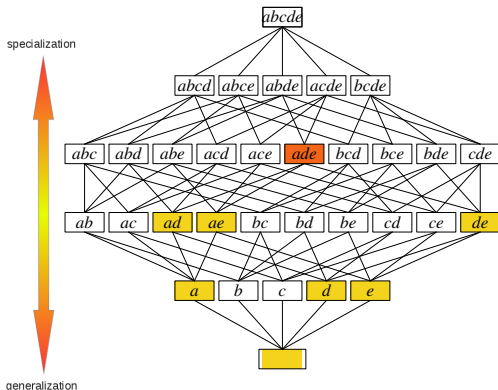 abcde
specialization
abcd abce abde acde bcde
abc abd abe acd ace ade bcd bce bde cde
ab ac ad ae bc bd be cd ce de
a b c d e
generalization